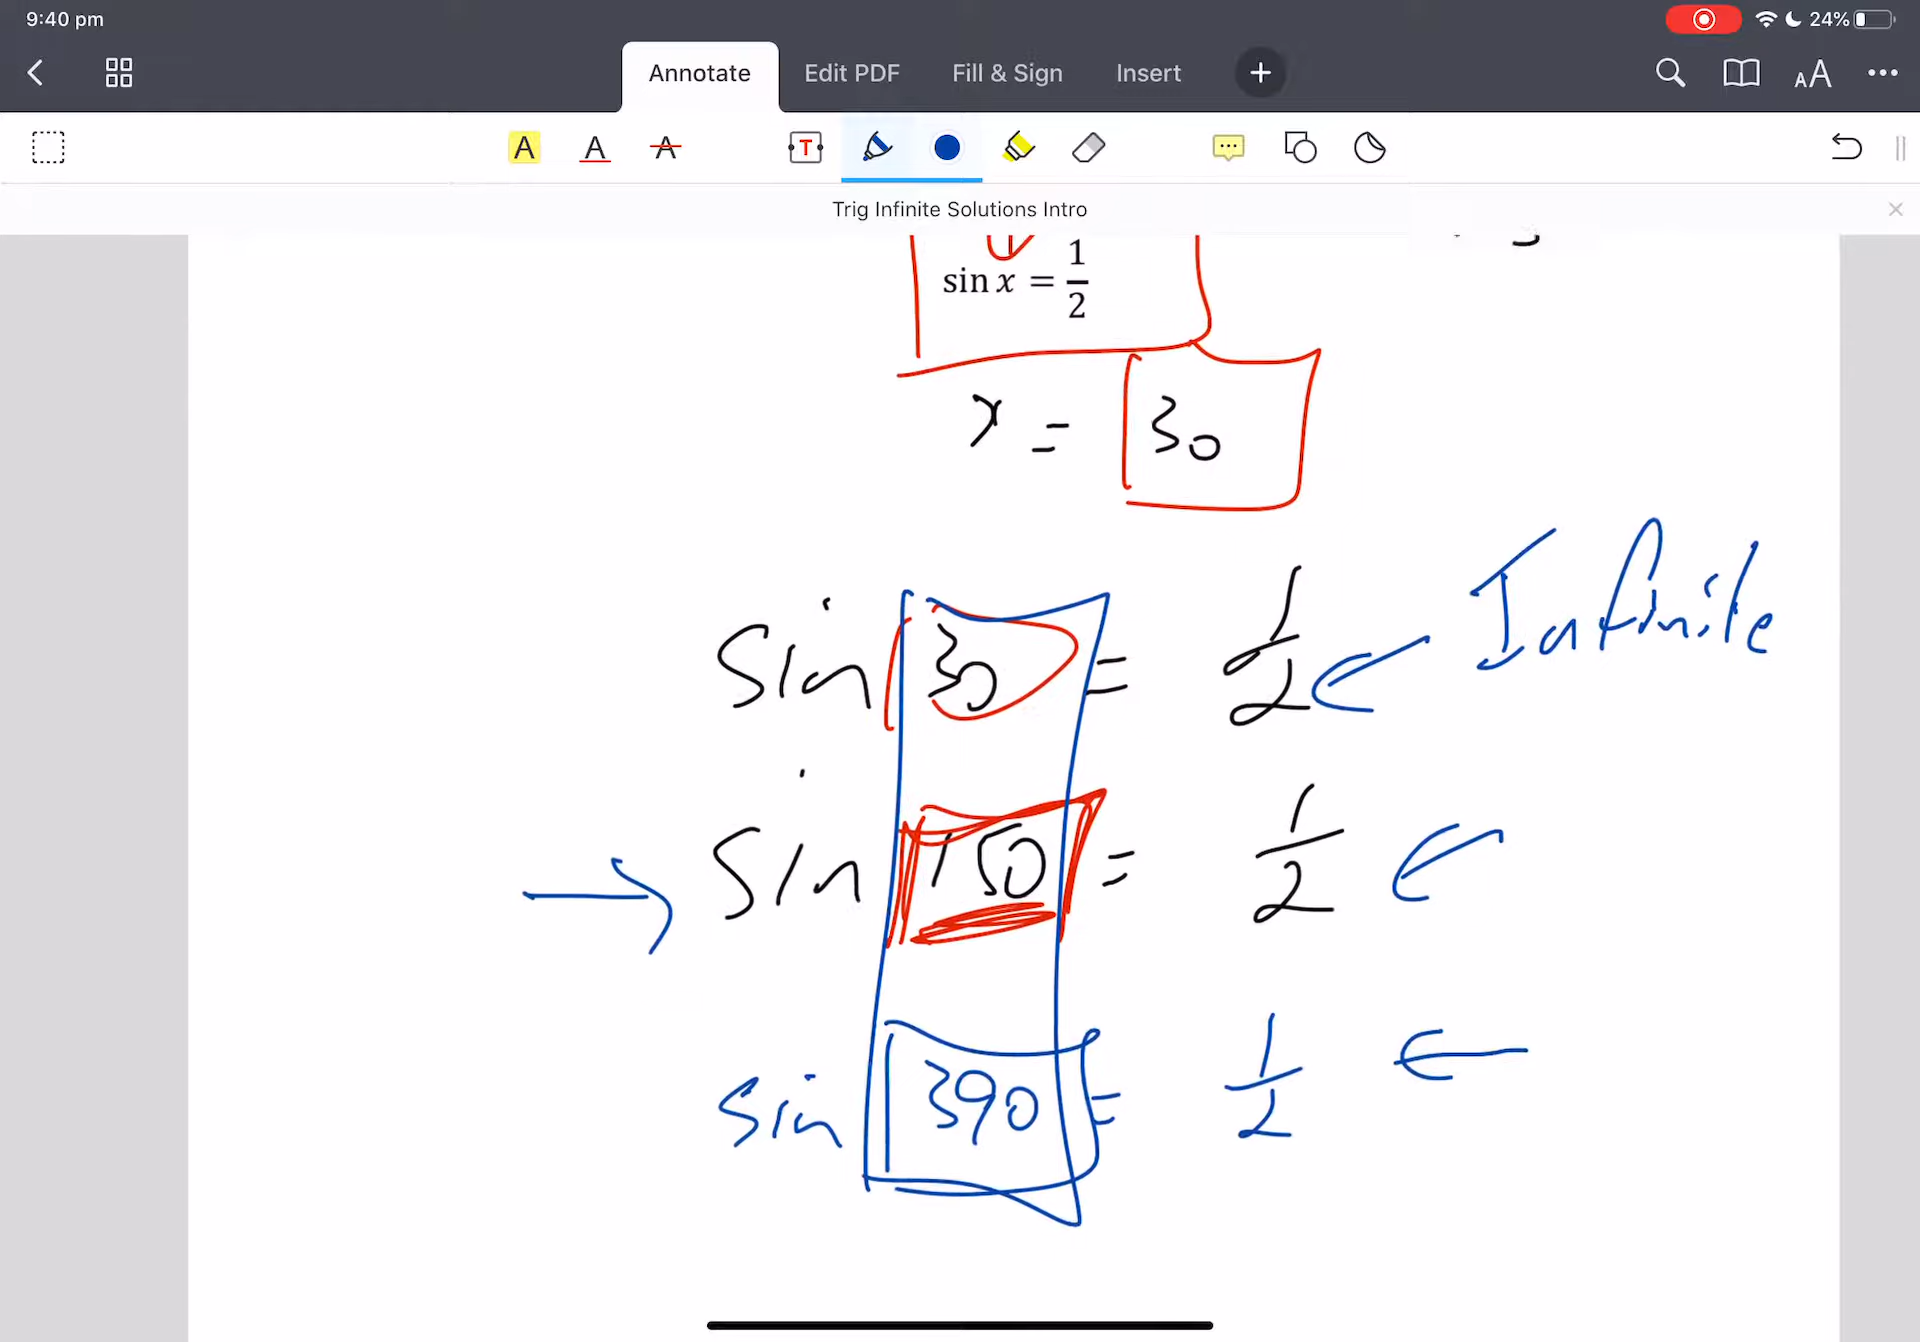 9:40 pm 24%
Annotate Edit PDF Fill & Sign Insert
Trig Infinite Solutions Intro
sin x = 1/2
x = 30
Sin 30 = 1/2 Infinite
Sin 150 = 1/2
Sin 390 = 1/2